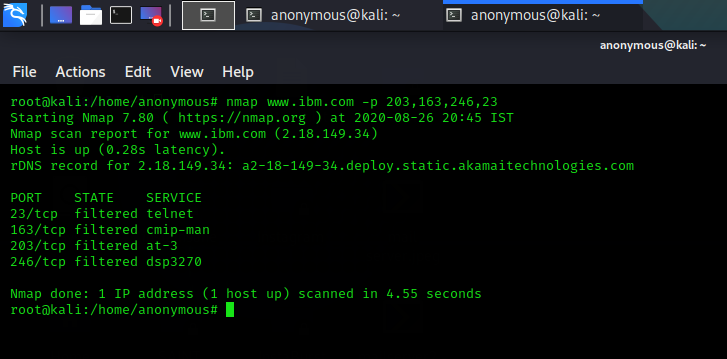 anonymous@kali: ~
anonymous@kali: ~
anonymous@kali: ~
File Actions Edit View Help
root@kali:/home/anonymous# nmap www.ibm.com -p 203,163,246,23
Starting Nmap 7.80 ( https://nmap.org ) at 2020-08-26 20:45 IST
Nmap scan report for www.ibm.com (2.18.149.34)
Host is up (0.28s latency).
rDNS record for 2.18.149.34: a2-18-149-34.deploy.static.akamaitechnologies.com
PORT STATE SERVICE
23/tcp filtered telnet
163/tcp filtered cmip-man
203/tcp filtered at-3
246/tcp filtered dsp3270
Nmap done: 1 IP address (1 host up) scanned in 4.55 seconds
root@kali:/home/anonymous#